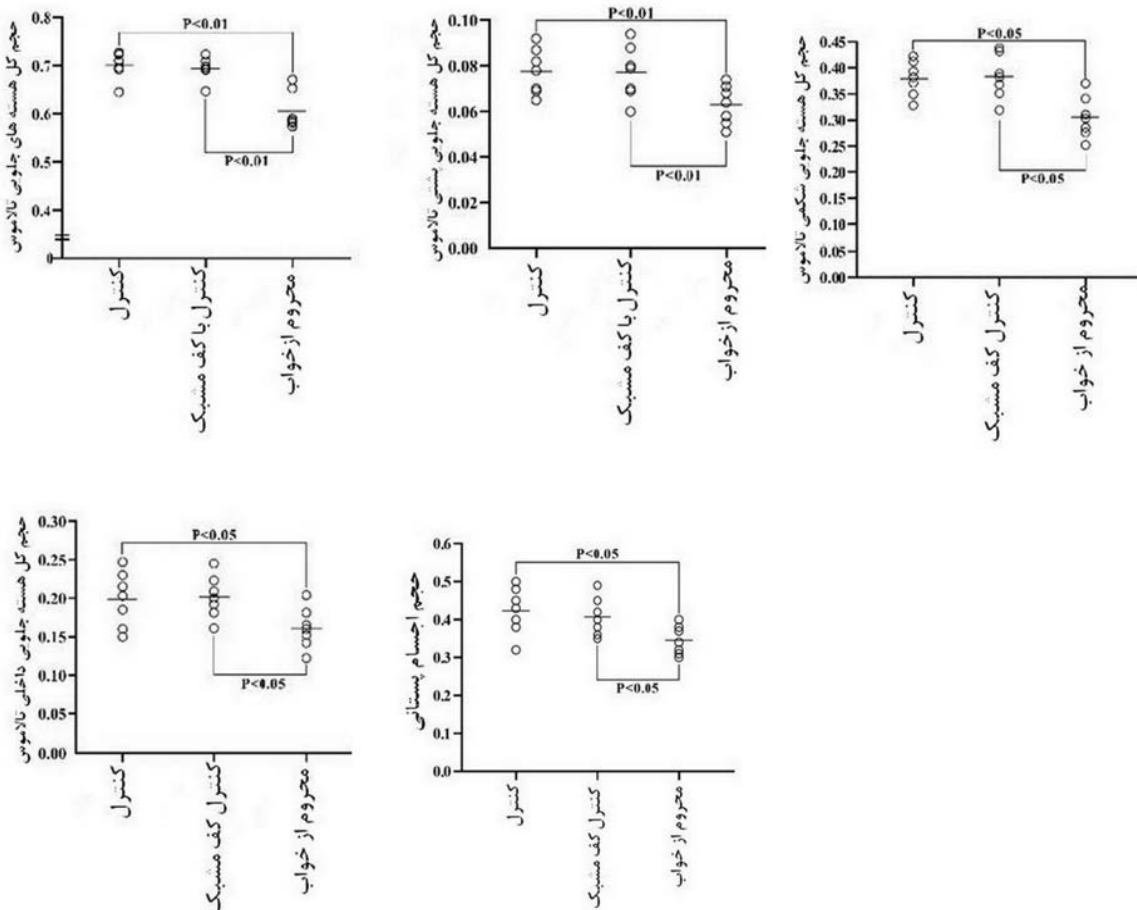 حجم کل هسته های جلویی تالاموس
0.8
0.7
0.6
0.5
0.4
0
P<0.01
P<0.01
کنترل
کنترل با کف مشبک
محروم از خواب
حجم کل هسته جلویی پشتی تالاموس
0.10
0.08
0.06
0.04
0.02
0.00
P<0.01
P<0.01
کنترل
کنترل با کف مشبک
محروم از خواب
حجم کل هسته جلویی شکمی تالاموس
0.45
0.40
0.35
0.30
0.25
0.20
0.15
0.10
0.05
0.00
P<0.05
P<0.05
کنترل
کنترل کف مشبک
محروم از خواب
حجم کل هسته جلویی داخلی تالاموس
0.30
0.25
0.20
0.15
0.10
0.05
0.00
P<0.05
P<0.05
کنترل
کنترل کف مشبک
محروم از خواب
حجم اجسام پستانی
0.6
0.5
0.4
0.3
0.2
0.1
0.0
P<0.05
P<0.05
کنترل
کنترل کف مشبک
محروم از خواب